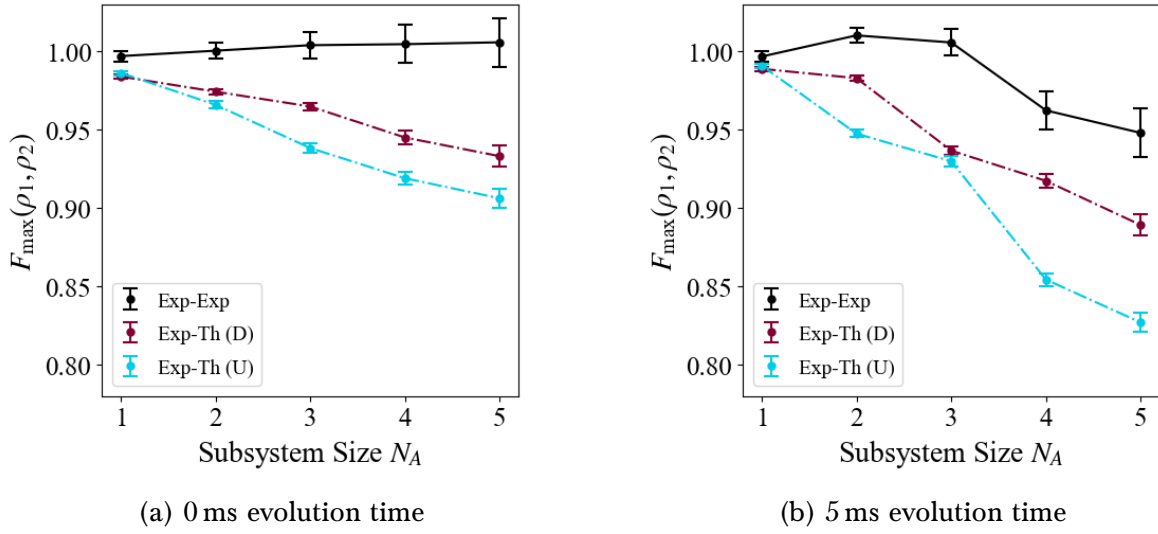 1.00
0.95
0.90
0.85
0.80
F_max(ρ₁, ρ₂)
Exp-Exp
Exp-Th (D)
Exp-Th (U)
1 2 3 4 5
Subsystem Size N_A
(a) 0 ms evolution time
1.00
0.95
0.90
0.85
0.80
F_max(ρ₁, ρ₂)
Exp-Exp
Exp-Th (D)
Exp-Th (U)
1 2 3 4 5
Subsystem Size N_A
(b) 5 ms evolution time